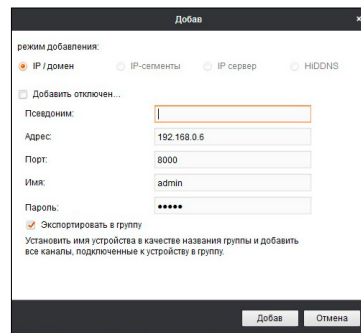 Добав
режим добавления:
IP / домен
IP-сегменты
IP сервер
HiDDNS
Добавить отключен...
Псевдоним:
Адрес:
192.168.0.6
Порт:
8000
Имя:
admin
Пароль:
•••••
Экспортировать в группу
Установить имя устройства в качестве названия группы и добавить
все каналы, подключенные к устройству в группу.
Добав
Отмена